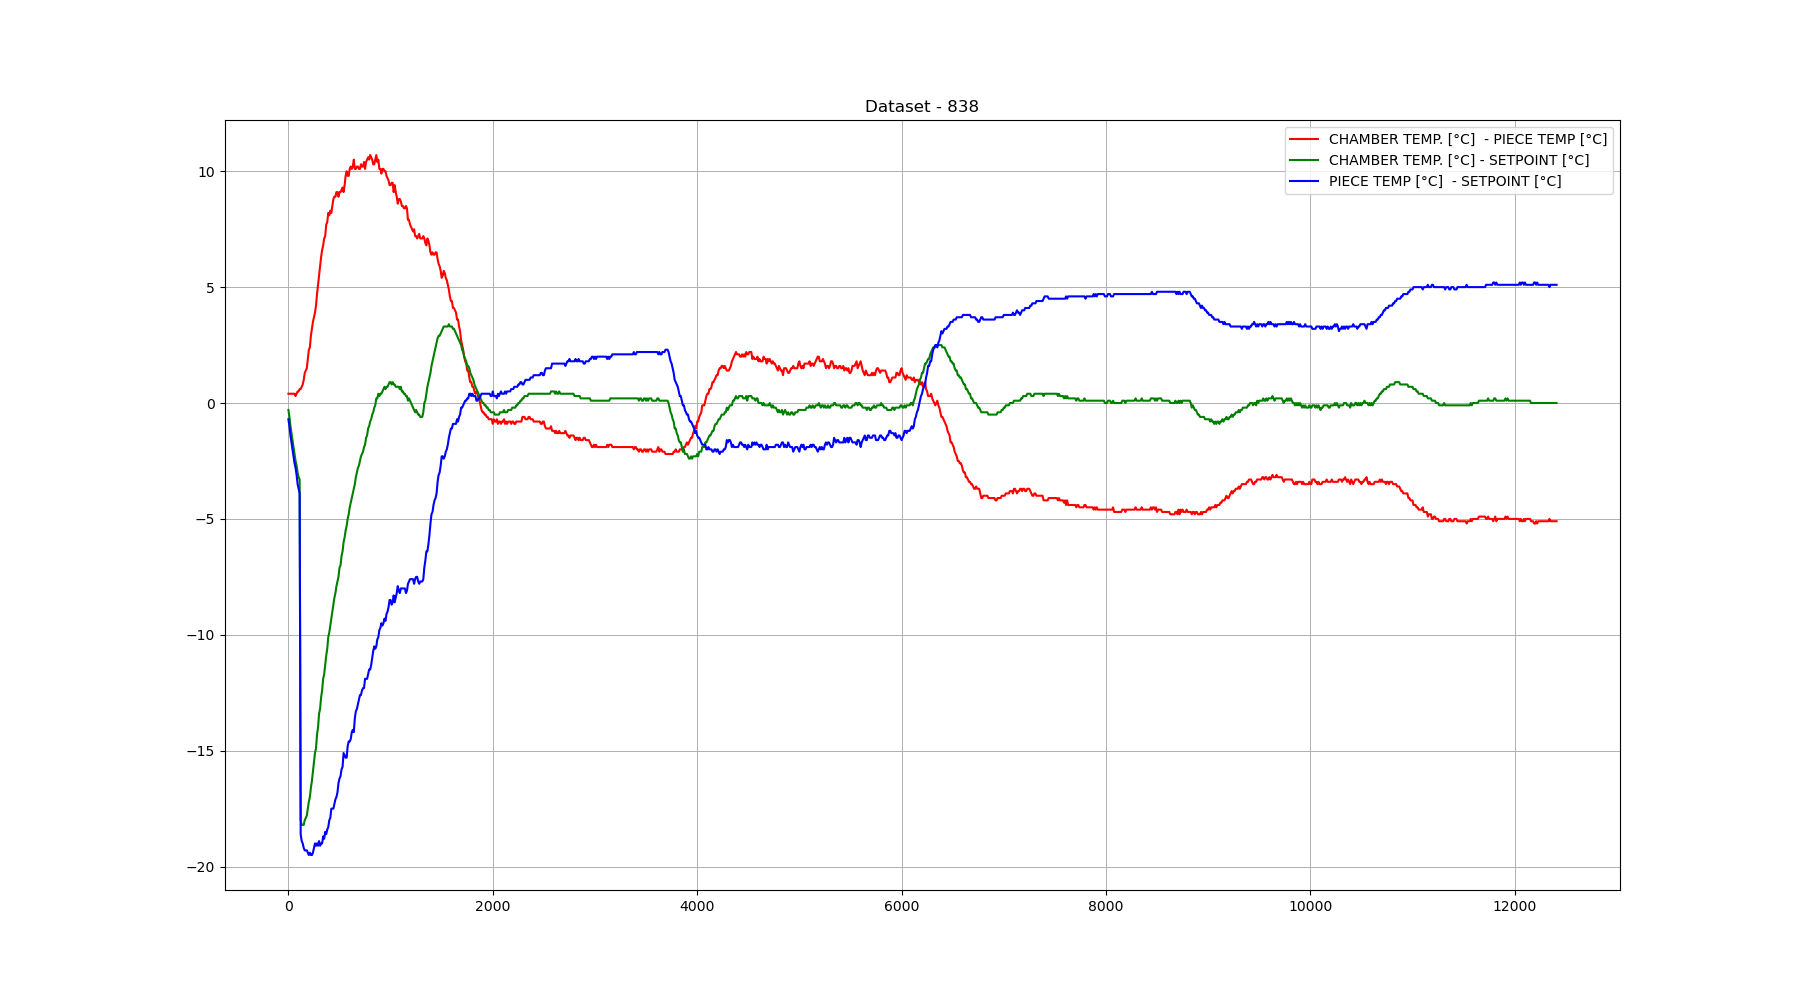 Dataset - 838
CHAMBER TEMP. [°C]  - PIECE TEMP [°C]
CHAMBER TEMP. [°C] - SETPOINT [°C]
PIECE TEMP [°C]  - SETPOINT [°C]
10
5
0
−5
−10
−15
−20
0 2000 4000 6000 8000 10000 12000